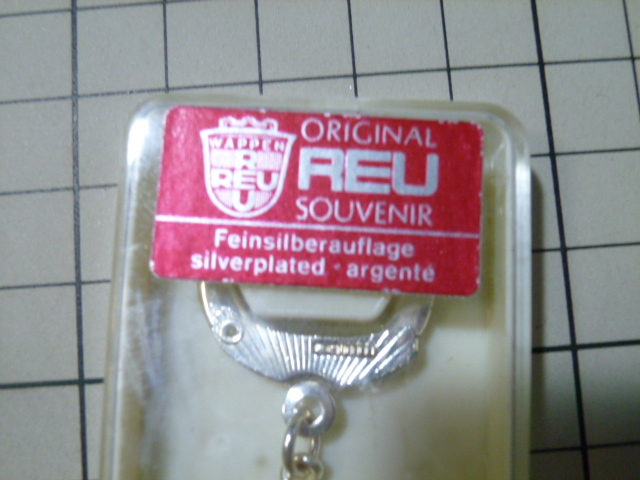 WAPPEN
R
REU
U
ORIGINAL
REU
SOUVENIR
Feinsilberauflage
silverplated · argenté